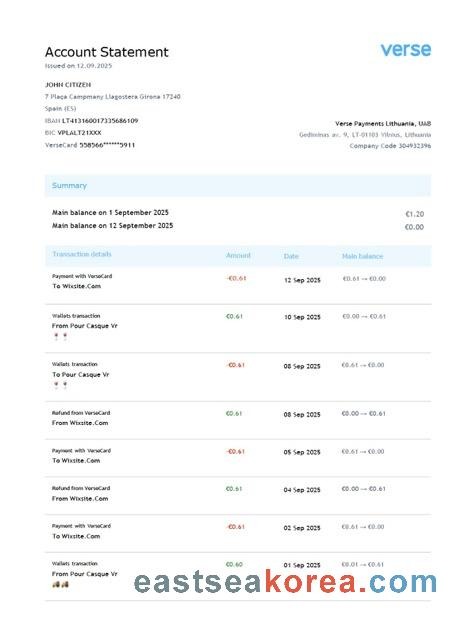 Account Statement
verse
Issued on 12.09.2025
JOHN CITIZEN
7 Plaça Campmany Llagostera Girona 17240
Spain (ES)
IBAN LT413160017335686109
BIC VPLALT21XXX
VerseCard 558566******5911
Verse Payments Lithuania, UAB
Gediminas av. 9, LT-01103 Vilnius, Lithuania
Company Code 304932396
Summary
Main balance on 1 September 2025 €1.20
Main balance on 12 September 2025 €0.00
Transaction details Amount Date Main balance
Payment with VerseCard
To Wixsite.Com -€0.61 12 Sep 2025 €0.61 → €0.00
Wallets transaction
From Pour Casque Vr €0.61 10 Sep 2025 €0.00 → €0.61
Wallets transaction
To Pour Casque Vr -€0.61 08 Sep 2025 €0.61 → €0.00
Refund from VerseCard
From Wixsite.Com €0.61 08 Sep 2025 €0.00 → €0.61
Payment with VerseCard
To Wixsite.Com -€0.61 05 Sep 2025 €0.61 → €0.00
Refund from VerseCard
From Wixsite.Com €0.61 04 Sep 2025 €0.00 → €0.61
Payment with VerseCard
To Wixsite.Com -€0.61 02 Sep 2025 €0.61 → €0.00
Wallets transaction
From Pour Casque Vr €0.60 01 Sep 2025 €0.01 → €0.61
eastseakorea.com